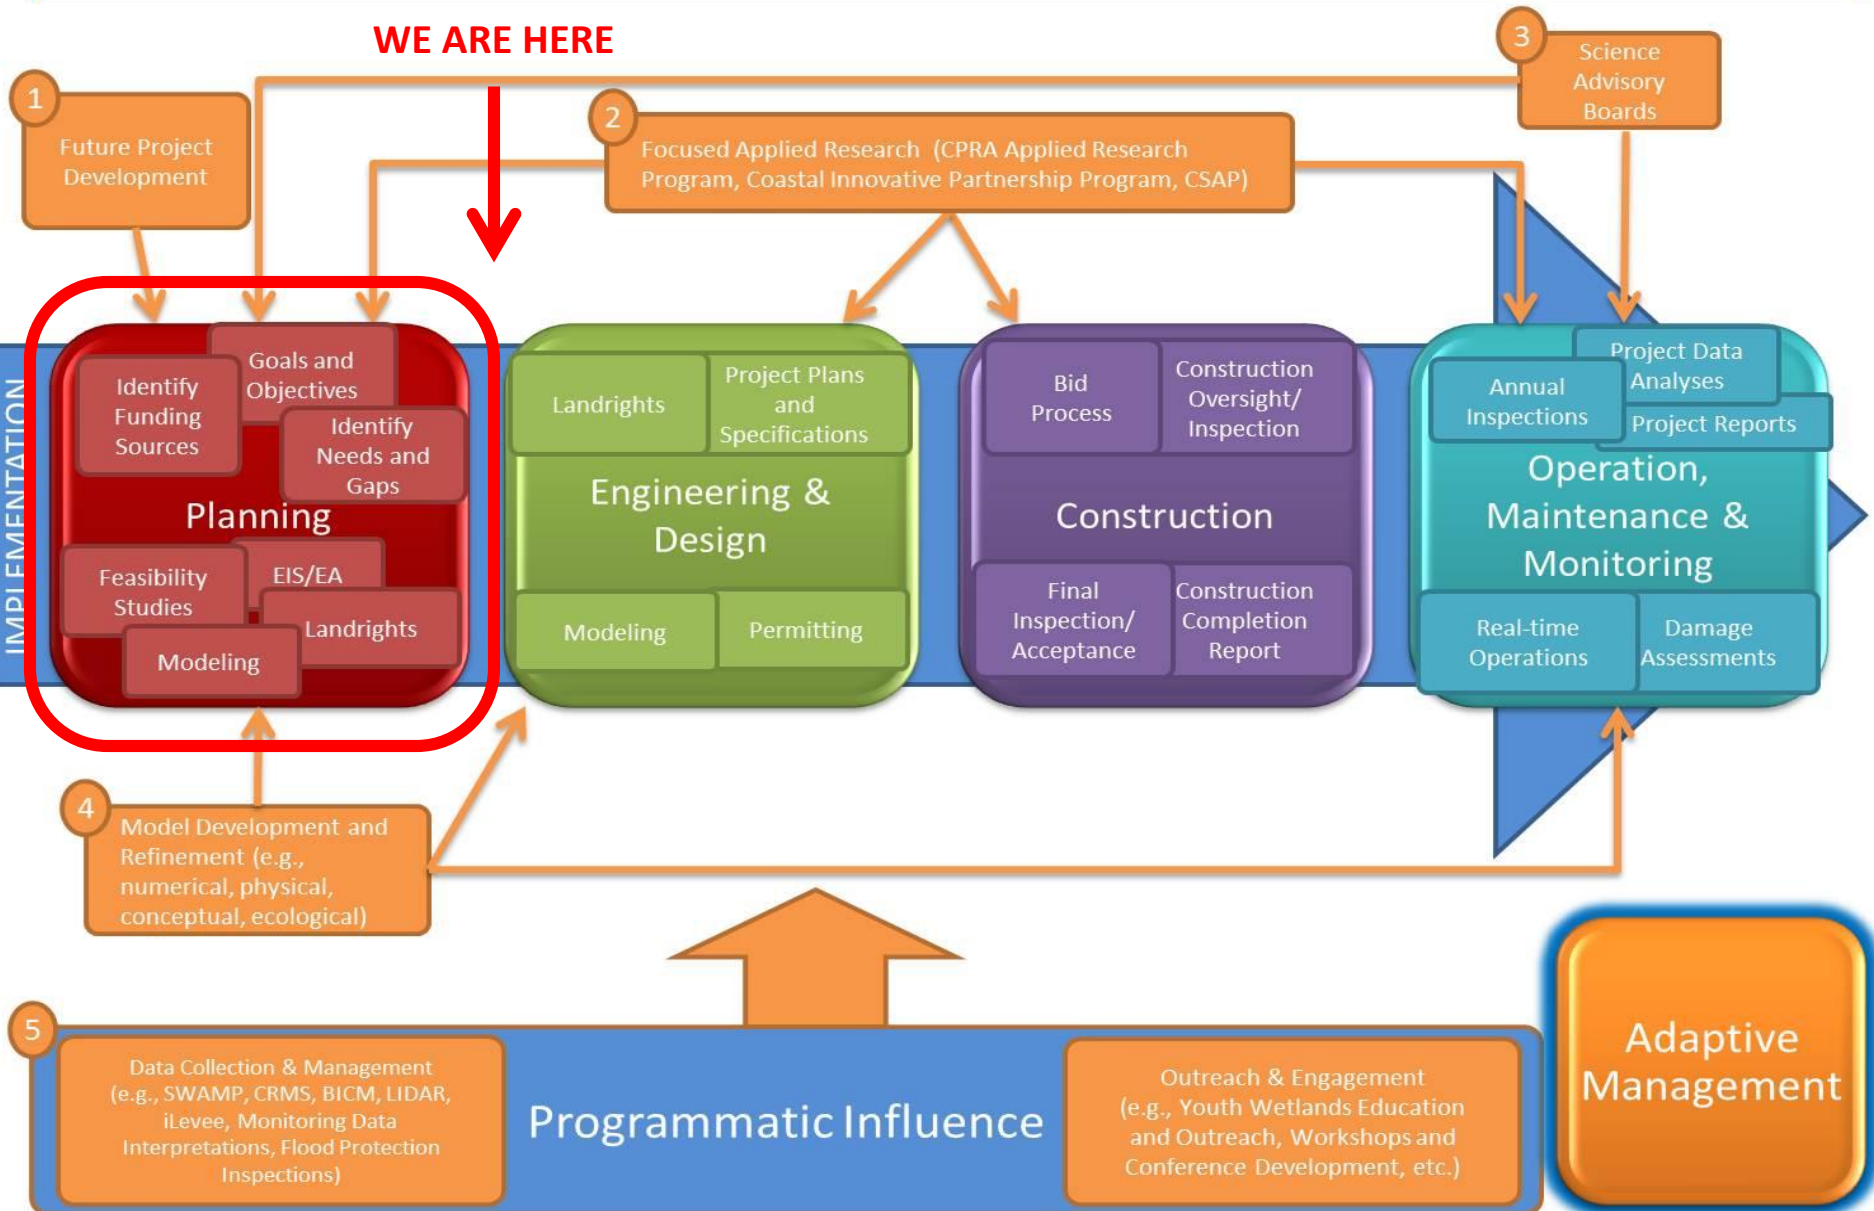 WE ARE HERE
1
Future Project
Development
2
Focused Applied Research (CPRA Applied Research
Program, Coastal Innovative Partnership Program, CSAP)
3
Science
Advisory
Boards
IMPLEMENTATION
Identify
Funding
Sources
Goals and
Objectives
Identify
Needs and
Gaps
Planning
Feasibility
Studies
EIS/EA
Landrights
Modeling
Landrights
Project Plans
and
Specifications
Engineering &
Design
Modeling
Permitting
Bid
Process
Construction
Oversight/
Inspection
Construction
Final
Inspection/
Acceptance
Construction
Completion
Report
Annual
Inspections
Project Data
Analyses
Project Reports
Operation,
Maintenance &
Monitoring
Real-time
Operations
Damage
Assessments
4
Model Development and
Refinement (e.g.,
numerical, physical,
conceptual, ecological)
5
Data Collection & Management
(e.g., SWAMP, CRMS, BICM, LIDAR,
iLevee, Monitoring Data
Interpretations, Flood Protection
Inspections)
Programmatic Influence
Outreach & Engagement
(e.g., Youth Wetlands Education
and Outreach, Workshops and
Conference Development, etc.)
Adaptive
Management